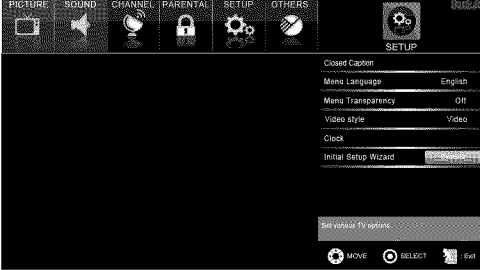 PICTURE SOUND CHANNEL PARENTAL SETUP OTHERS
SETUP
Closed Caption
Menu Language English
Menu Transparency Off
Video style Video
Clock
Initial Setup Wizard
Set various TV options.
MOVE SELECT : Exit